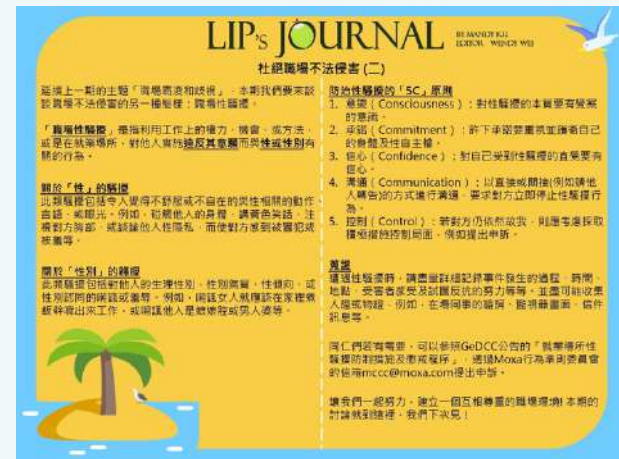 LIP's JOURNAL
BY MANDY KU
EDITOR WENDY WEI
杜絕職場不法侵害 (二)
延續上一期的主題「職場霸凌和歧視」，本期我們要來談
談職場不法侵害的另一種態樣：職場性騷擾。
「職場性騷擾」是指利用工作上的權力、機會、或方法，
或是在就業場所，對他人實施違反其意願而與性或性別有
關的行為。
關於「性」的騷擾
此類騷擾包括令人覺得不舒服或不自在的與性相關的動作、
言語、或眼光。例如，碰觸他人的身體，講黃色笑話，注
視對方胸部，或談論他人性隱私，而使對方感到被冒犯或
被羞辱。
關於「性別」的騷擾
此類騷擾包括對他人的生理性別、性別氣質、性傾向，或
性別認同的嘲諷或羞辱。例如，嘲諷女人就應該在家裡煮
飯幹嘛出來工作，或嘲諷他人是娘娘腔或男人婆等。
防治性騷擾的「5C」原則
1. 意識（Consciousness）：對性騷擾的本質要有覺察
的意識。
2. 承諾（Commitment）：許下承諾要重視並護衛自己
的身體及性自主權。
3. 信心（Confidence）：對自己受到性騷擾的直覺要有
信心。
4. 溝通（Communication）：以直接或間接(例如請他
人轉告)的方式進行溝通，要求對方立即停止性騷擾行
為。
5. 控制（Control）：若對方仍依然故我，則應考慮採取
積極措施控制局面，例如提出申訴。
蒐證
遭遇性騷擾時，請盡量詳細記錄事件發生的過程、時間、
地點、受害者感受及試圖反抗的努力等等，並盡可能收集
人證或物證，例如，在場同事的證詞、監視器畫面、信件
訊息等。
同仁們若有需要，可以參照GeDCC公告的「就業場所性
騷擾防制措施及懲戒程序」，透過Moxa行為準則委員會
的信箱mccc@moxa.com提出申訴。
讓我們一起努力，建立一個互相尊重的職場環境! 本期的
討論就到這裡，我們下次見！